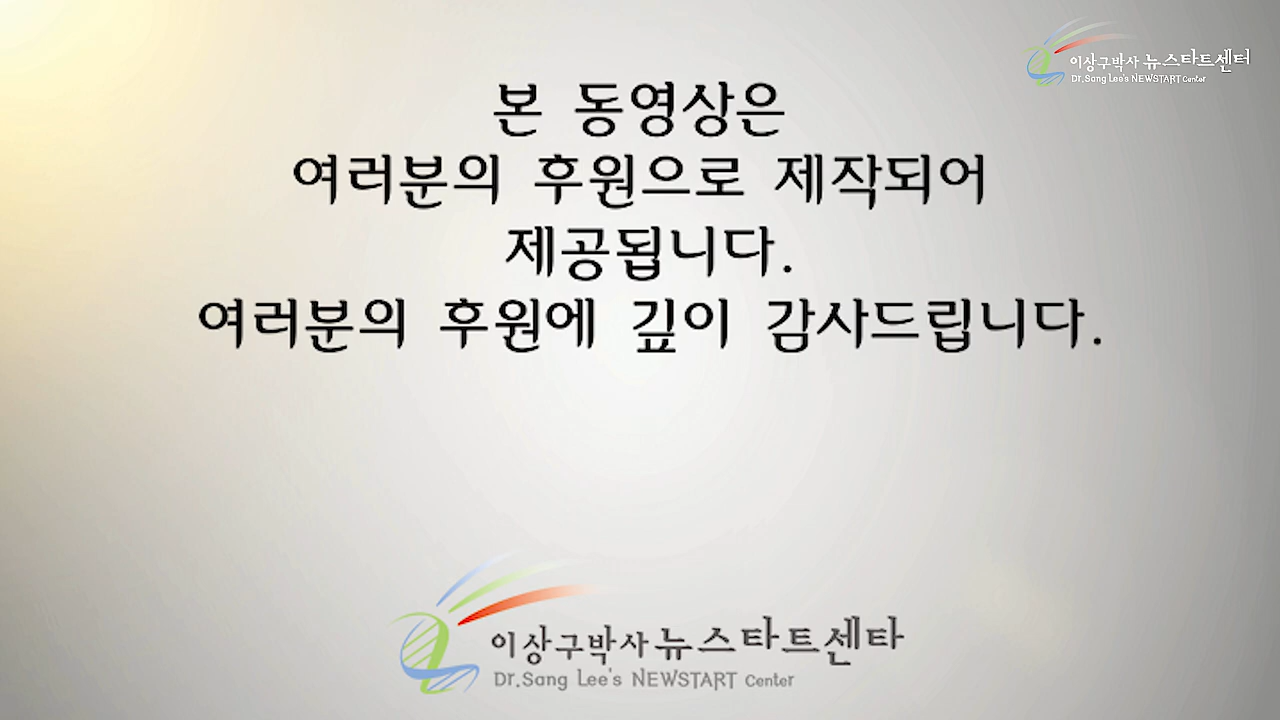 이상구박사 뉴스타트센터
Dr.Sang Lee's NEWSTART Center
본 동영상은
여러분의 후원으로 제작되어
제공됩니다.
여러분의 후원에 깊이 감사드립니다.
이상구박사 뉴스타트센타
Dr.Sang Lee's NEWSTART Center